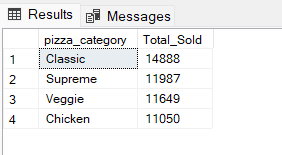 Results Messages
pizza_category Total_Sold
1 Classic 14888
2 Supreme 11987
3 Veggie 11649
4 Chicken 11050